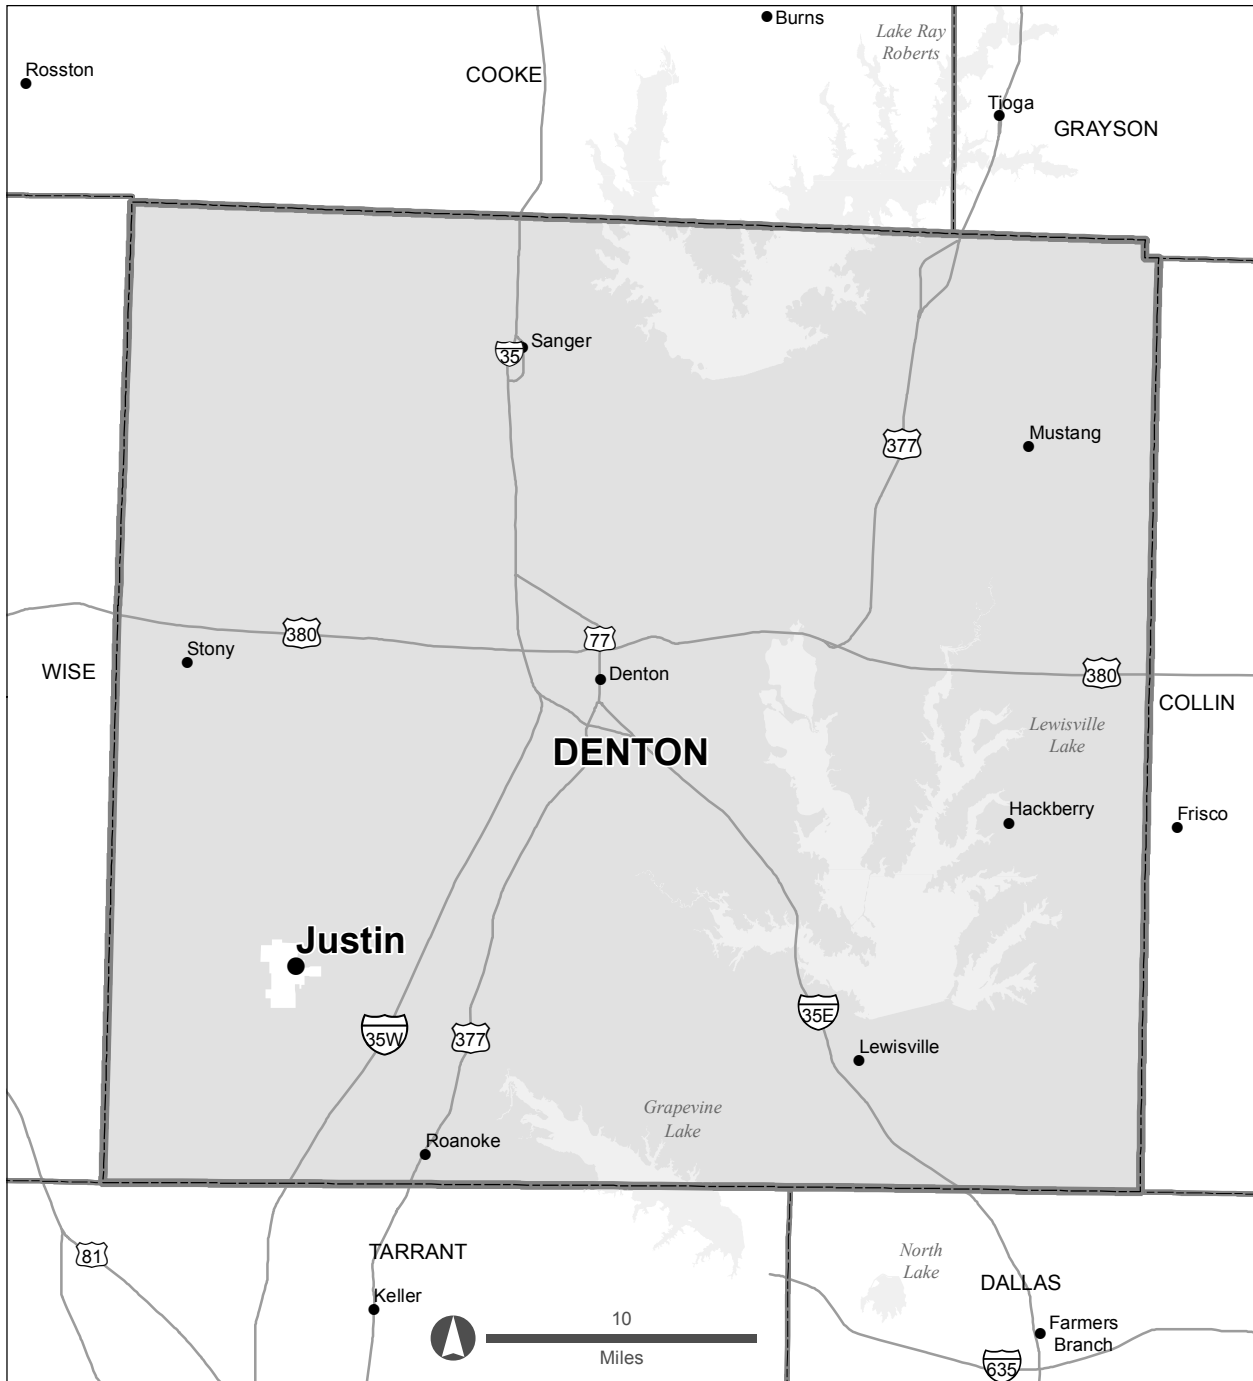 Burns
Lake Ray
Roberts
Rosston
COOKE
Tioga
GRAYSON
Sanger
35
Mustang
377
380
77
Stony
WISE
Denton
380
COLLIN
Lewisville
Lake
DENTON
Hackberry
Frisco
Justin
35W
377
35E
Lewisville
Grapevine
Lake
Roanoke
81
TARRANT
North
Lake
DALLAS
Keller
10
Miles
Farmers
Branch
635